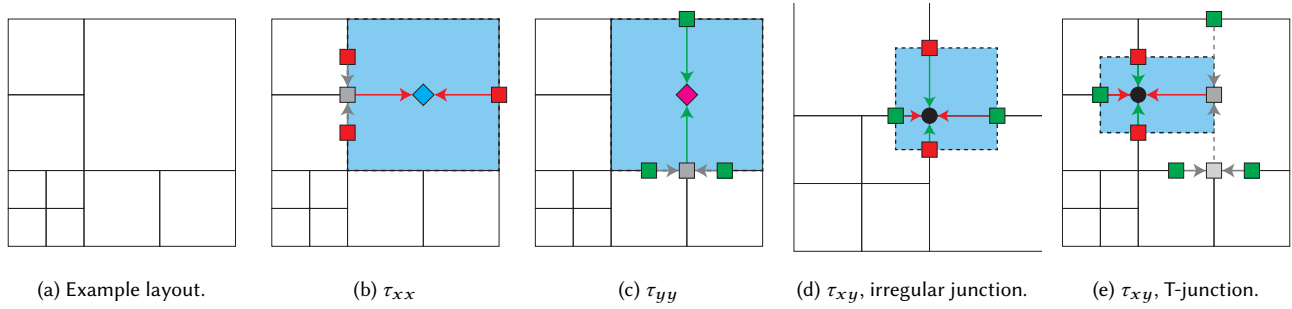 (a) Example layout.
(b) τxx
(c) τyy
(d) τxy, irregular junction.
(e) τxy, T-junction.